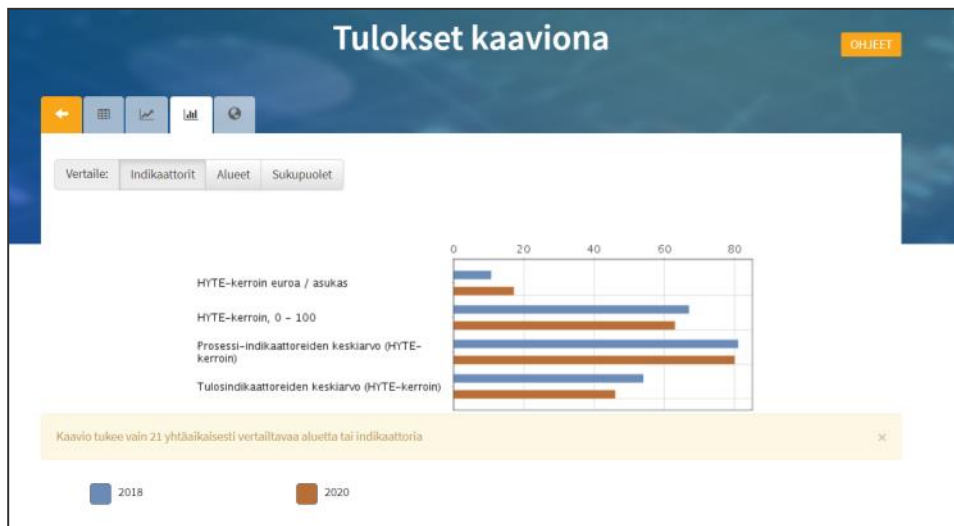 Tulokset kaaviona
OHJEET
Vertaile: Indikaattorit Alueet Sukupuolet
0 20 40 60 80
HYTE-kerroin euroa / asukas
HYTE-kerroin, 0 - 100
Prosessi-indikaattoreiden keskiarvo (HYTE-
kerroin)
Tulosindikaattoreiden keskiarvo (HYTE-kerroin)
Kaavio tukee vain 21 yhtäaikaisesti vertailtavaa aluetta tai indikaattoria ×
2018 2020